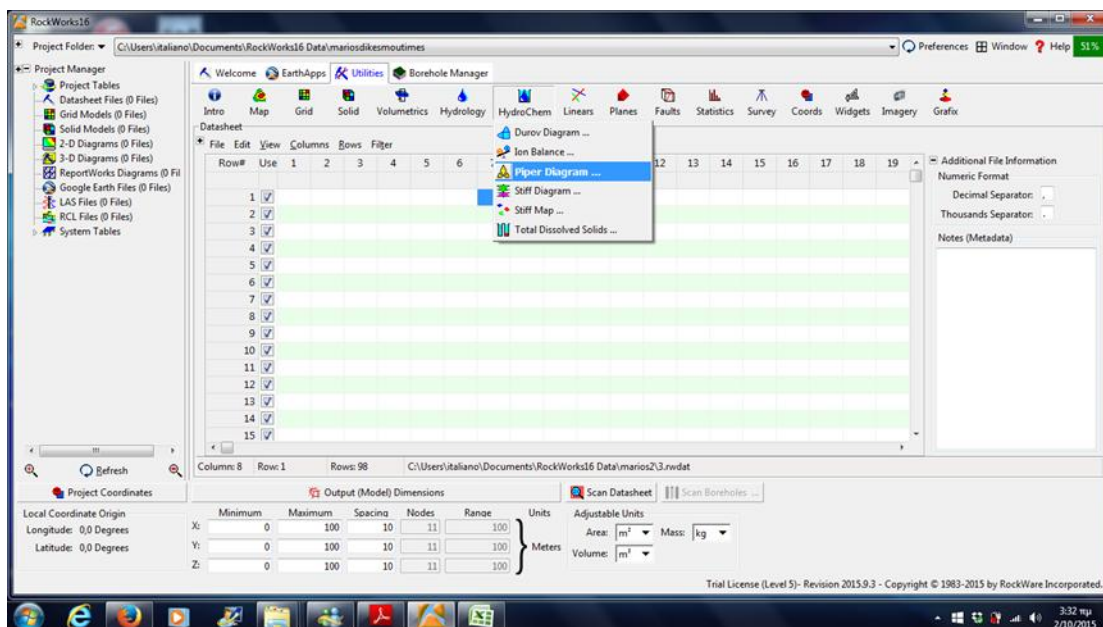 RockWorks16
Project Folder: C:\Users\italiano\Documents\RockWorks16 Data\mariosdikesmoutimes Preferences Window Help 51%
Project Manager
Project Tables
Datasheet Files (0 Files)
Grid Models (0 Files)
Solid Models (0 Files)
2-D Diagrams (0 Files)
3-D Diagrams (0 Files)
ReportWorks Diagrams (0 Fil
Google Earth Files (0 Files)
LAS Files (0 Files)
RCL Files (0 Files)
System Tables
Refresh
Welcome EarthApps Utilities Borehole Manager
Intro Map Grid Solid Volumetrics Hydrology HydroChem Linears Planes Faults Statistics Survey Coords Widgets Imagery Grafix
Datasheet
File Edit View Columns Rows Filter
Durov Diagram ...
Ion Balance ...
Piper Diagram ...
Stiff Diagram ...
Stiff Map ...
Total Dissolved Solids ...
Row# Use 1 2 3 4 5 6 12 13 14 15 16 17 18 19
1
2
3
4
5
6
7
8
9
10
11
12
13
14
15
Additional File Information
Numeric Format
Decimal Separator: ,
Thousands Separator: .
Notes (Metadata)
Column: 8 Row: 1 Rows: 98 C:\Users\italiano\Documents\RockWorks16 Data\marios2\3.rwdat
Project Coordinates Output (Model) Dimensions Scan Datasheet Scan Boreholes ...
Local Coordinate Origin
Longitude: 0,0 Degrees
Latitude: 0,0 Degrees
Minimum Maximum Spacing Nodes Range Units
X: 0 100 10 11 100
Y: 0 100 10 11 100 Meters
Z: 0 100 10 11 100
Adjustable Units
Area: m² Mass: kg
Volume: m³
Trial License (Level 5)- Revision 2015.9.3 - Copyright © 1983-2015 by RockWare Incorporated.
3:32 πμ
2/10/2015